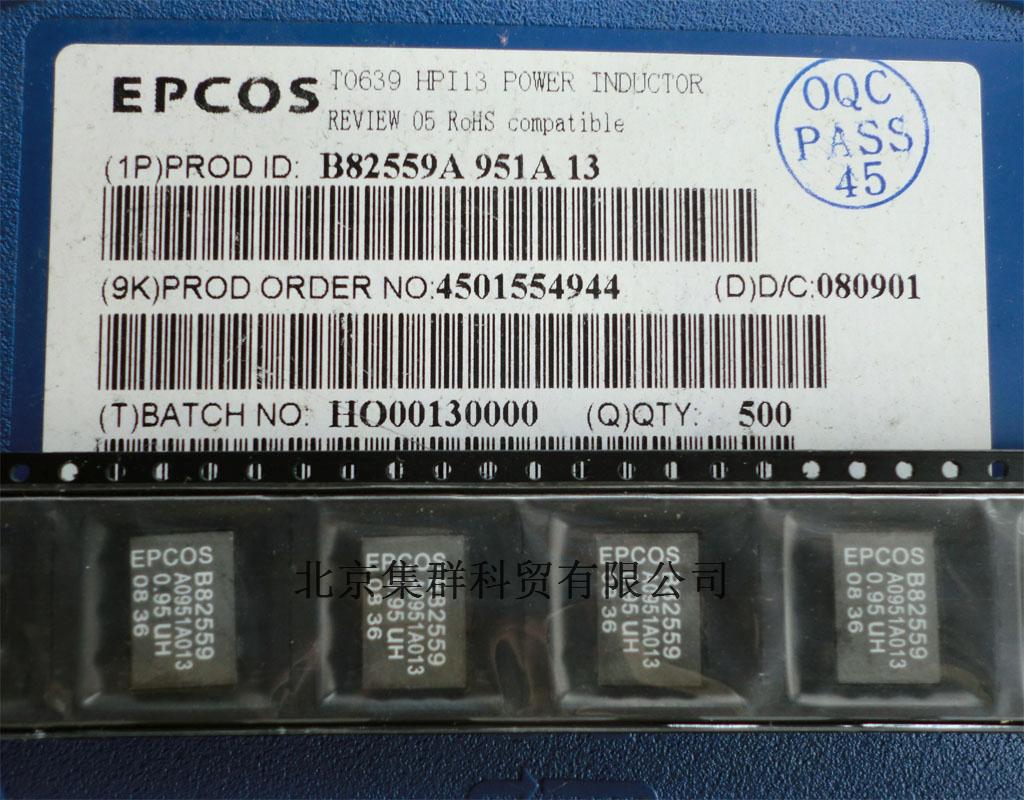 EPCOS T0639 HPI13 POWER INDUCTOR
REVIEW 05 RoHS compatible
OQC
PASS
45
(1P)PROD ID: B82559A 951A 13
(9K)PROD ORDER NO:4501554944 (D)D/C:080901
(T)BATCH NO: HO00130000 (Q)QTY: 500
EPCOS
B82559
A0951A013
0.95 UH
08 36
EPCOS
B82559
A0951A013
0.95 UH
08 36
EPCOS
B82559
A0951A013
0.95 UH
08 36
EPCOS
B82559
A0951A013
0.95 UH
08 36
北京集群科贸有限公司